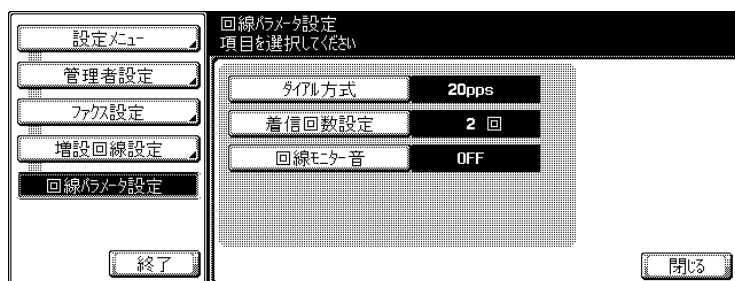 設定ﾒﾆｭｰ
管理者設定
ﾌｧｸｽ設定
増設回線設定
回線ﾊﾟﾗﾒｰﾀ設定
終了
回線ﾊﾟﾗﾒｰﾀ設定
項目を選択してください
ﾀﾞｲｱﾙ方式 20pps
着信回数設定 2 回
回線ﾓﾆﾀｰ音 OFF
閉じる